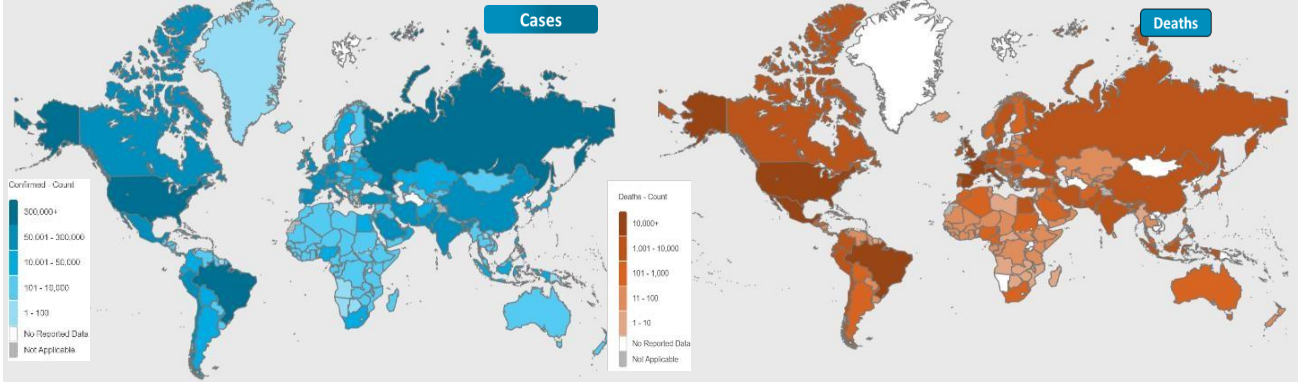 Cases
Deaths
Confirmed - Count
300,000+
50,001 - 300,000
10,001 - 50,000
101 - 10,000
1 - 100
No Reported Data
Not Applicable
Deaths - Count
10,000+
1,001 - 10,000
101 - 1,000
11 - 100
1 - 10
No Reported Data
Not Applicable